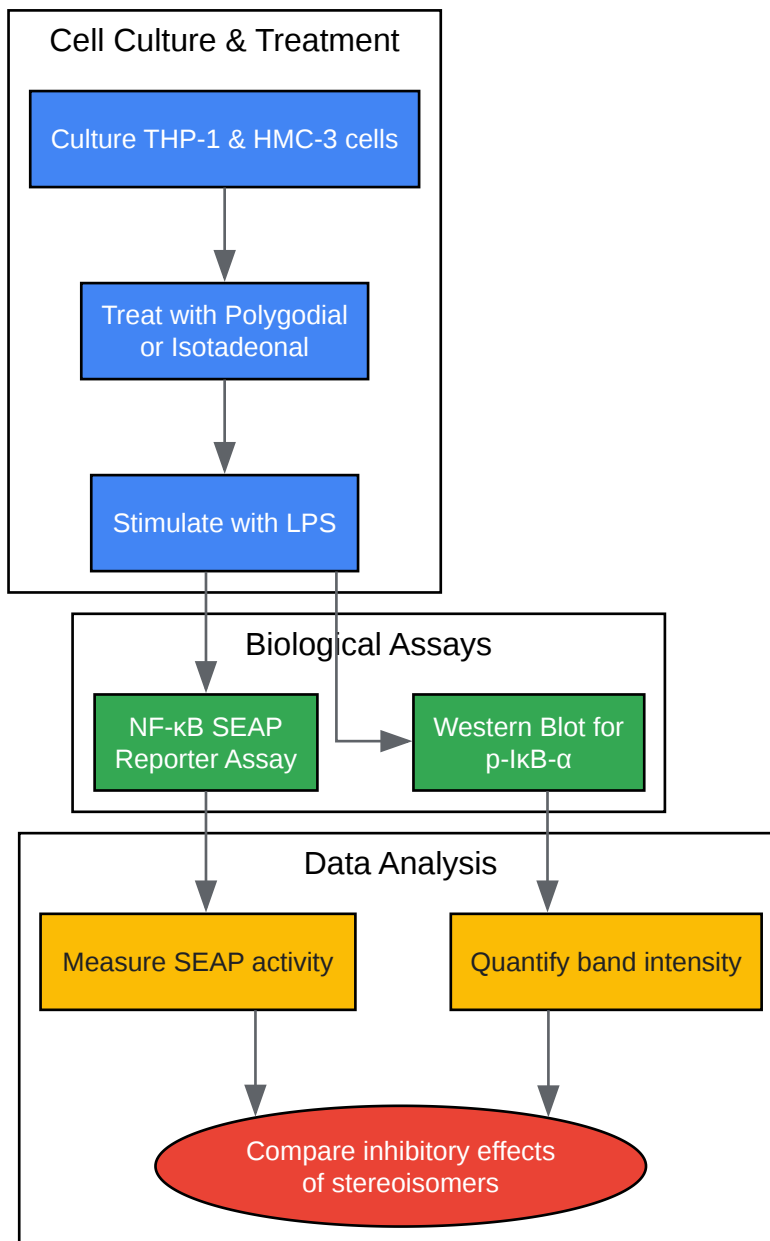 Cell Culture & Treatment
Culture THP-1 & HMC-3 cells
Treat with Polygodial
or Isotadeonal
Stimulate with LPS
Biological Assays
NF-κB SEAP
Reporter Assay
Western Blot for
p-IκB-α
Data Analysis
Measure SEAP activity
Quantify band intensity
Compare inhibitory effects
of stereoisomers